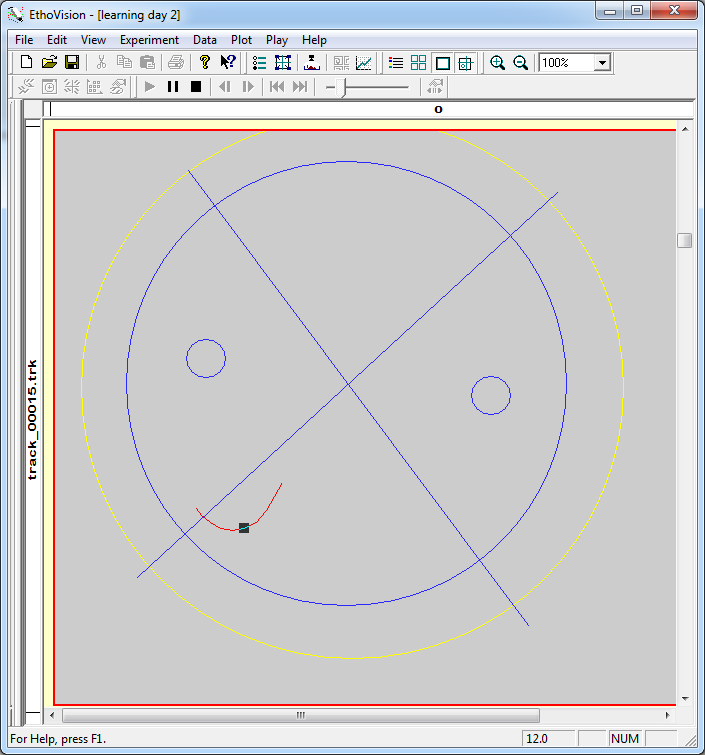 EthoVision - [learning day 2]
File Edit View Experiment Data Plot Play Help
100%
O
track_00015.trk
For Help, press F1.
12.0
NUM